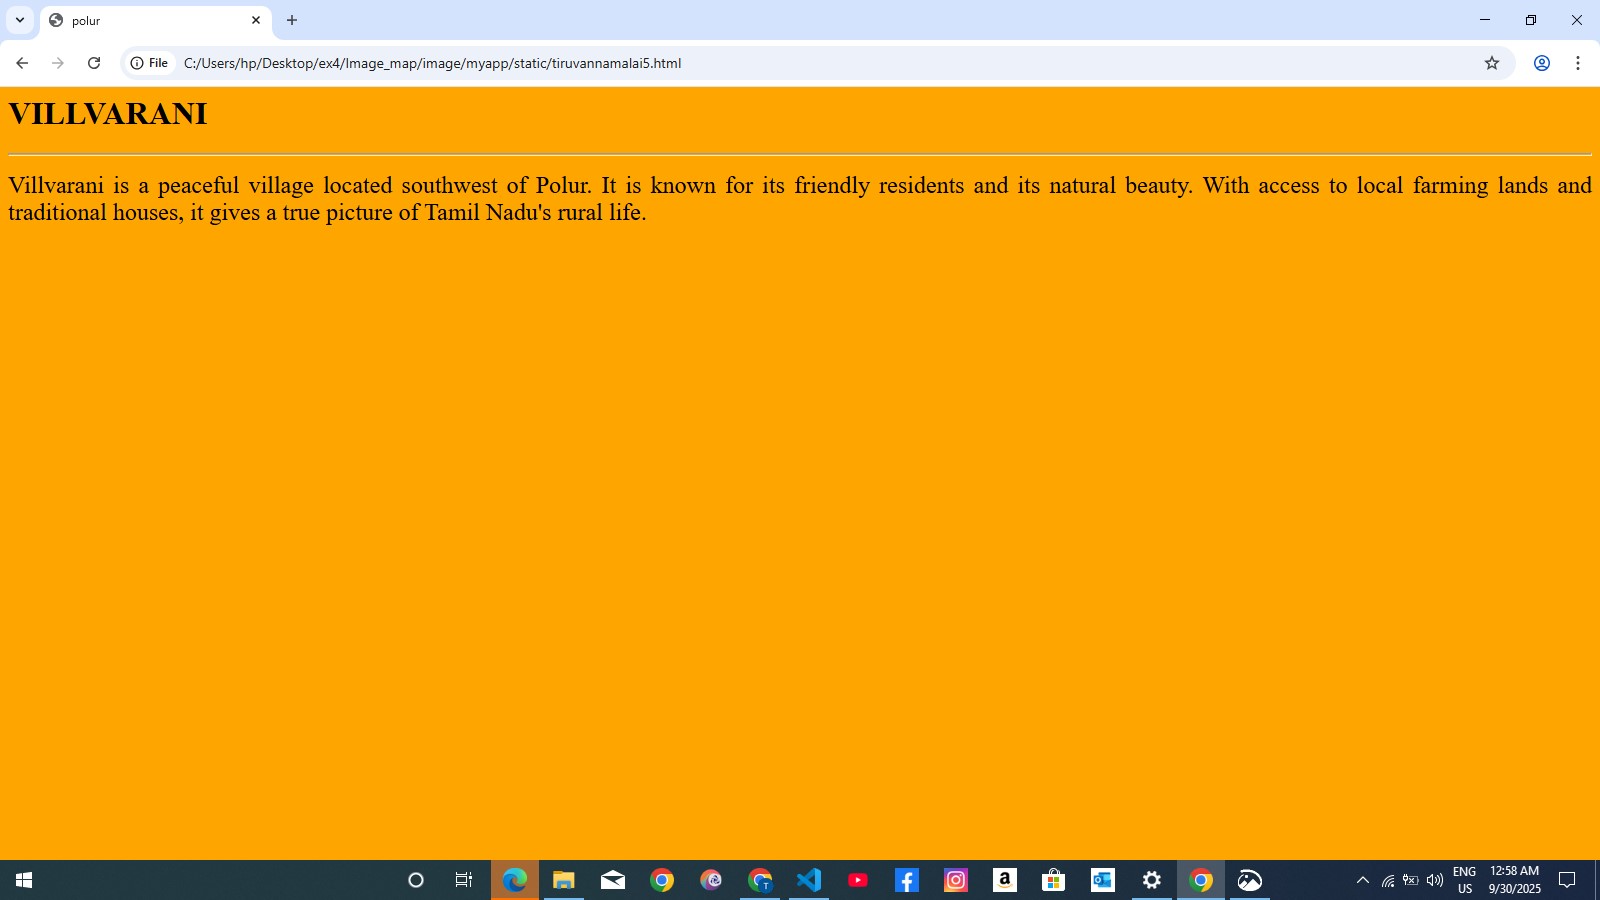 polur
File
C:/Users/hp/Desktop/ex4/Image_map/image/myapp/static/tiruvannamalai5.html
VILLVARANI
Villvarani is a peaceful village located southwest of Polur. It is known for its friendly residents and its natural beauty. With access to local farming lands and
traditional houses, it gives a true picture of Tamil Nadu's rural life.
T
ENG
US
12:58 AM
9/30/2025